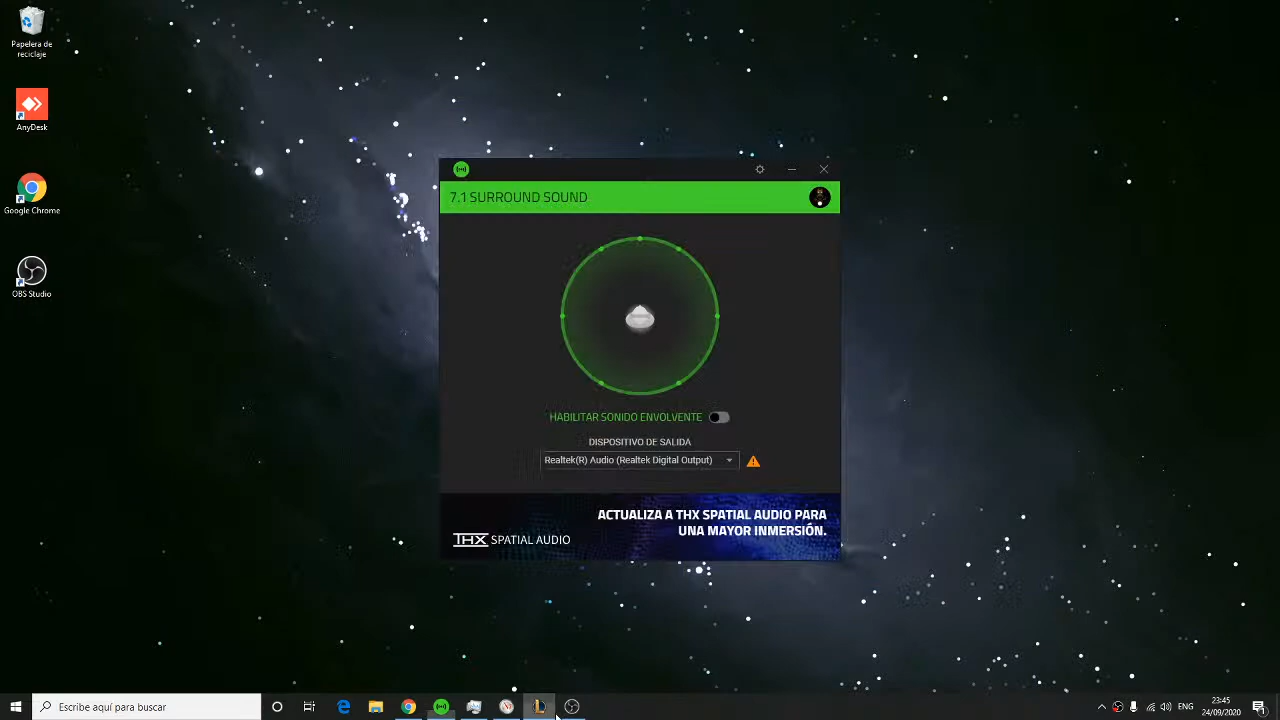 Papelera de
reciclaje
AnyDesk
Google Chrome
OBS Studio
7.1 SURROUND SOUND
HABILITAR SONIDO ENVOLVENTE
DISPOSITIVO DE SALIDA
Realtek(R) Audio (Realtek Digital Output)
ACTUALIZA A THX SPATIAL AUDIO PARA
UNA MAYOR INMERSIÓN.
THX SPATIAL AUDIO
Escribe aquí para buscar
ENG
23:45
24/09/2020